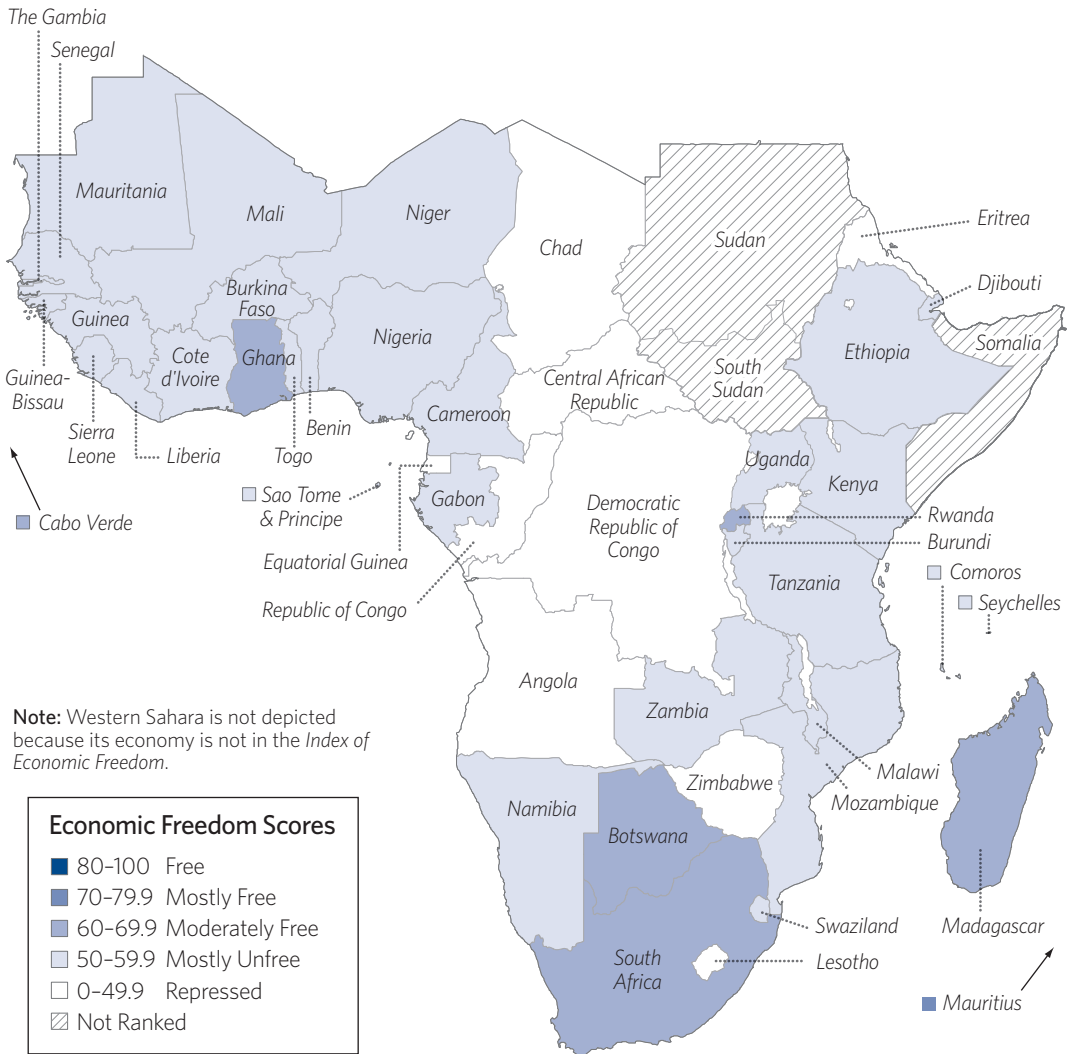 The Gambia
Senegal
Mauritania
Mali
Niger
Chad
Sudan
Eritrea
Djibouti
Burkina
Faso
Guinea
Nigeria
Ethiopia
Somalia
Cote
d'Ivoire
Ghana
South
Sudan
Guinea-
Bissau
Central African
Republic
Cameroon
Sierra
Leone
Liberia
Togo
Benin
Uganda
Kenya
Cabo Verde
Sao Tome
& Principe
Gabon
Democratic
Republic of
Congo
Rwanda
Burundi
Equatorial Guinea
Comoros
Tanzania
Seychelles
Republic of Congo
Angola
Zambia
Note: Western Sahara is not depicted
because its economy is not in the Index of
Economic Freedom.
Malawi
Mozambique
Zimbabwe
Namibia
Botswana
Swaziland
Madagascar
South
Africa
Lesotho
Mauritius
Economic Freedom Scores
80–100 Free
70–79.9 Mostly Free
60–69.9 Moderately Free
50–59.9 Mostly Unfree
0–49.9 Repressed
Not Ranked